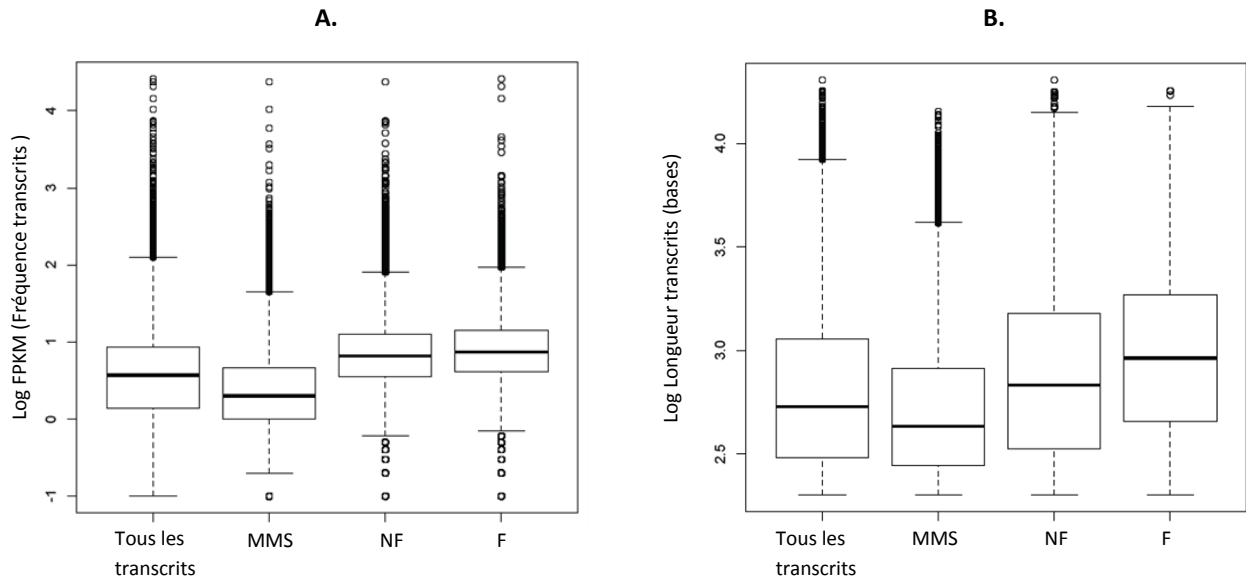 A.
Log FPKM (Fréquence transcrits )
4
3
2
1
0
-1
Tous les
transcrits
MMS
NF
F
B.
Log Longueur transcrits (bases)
4.0
3.5
3.0
2.5
Tous les
transcrits
MMS
NF
F